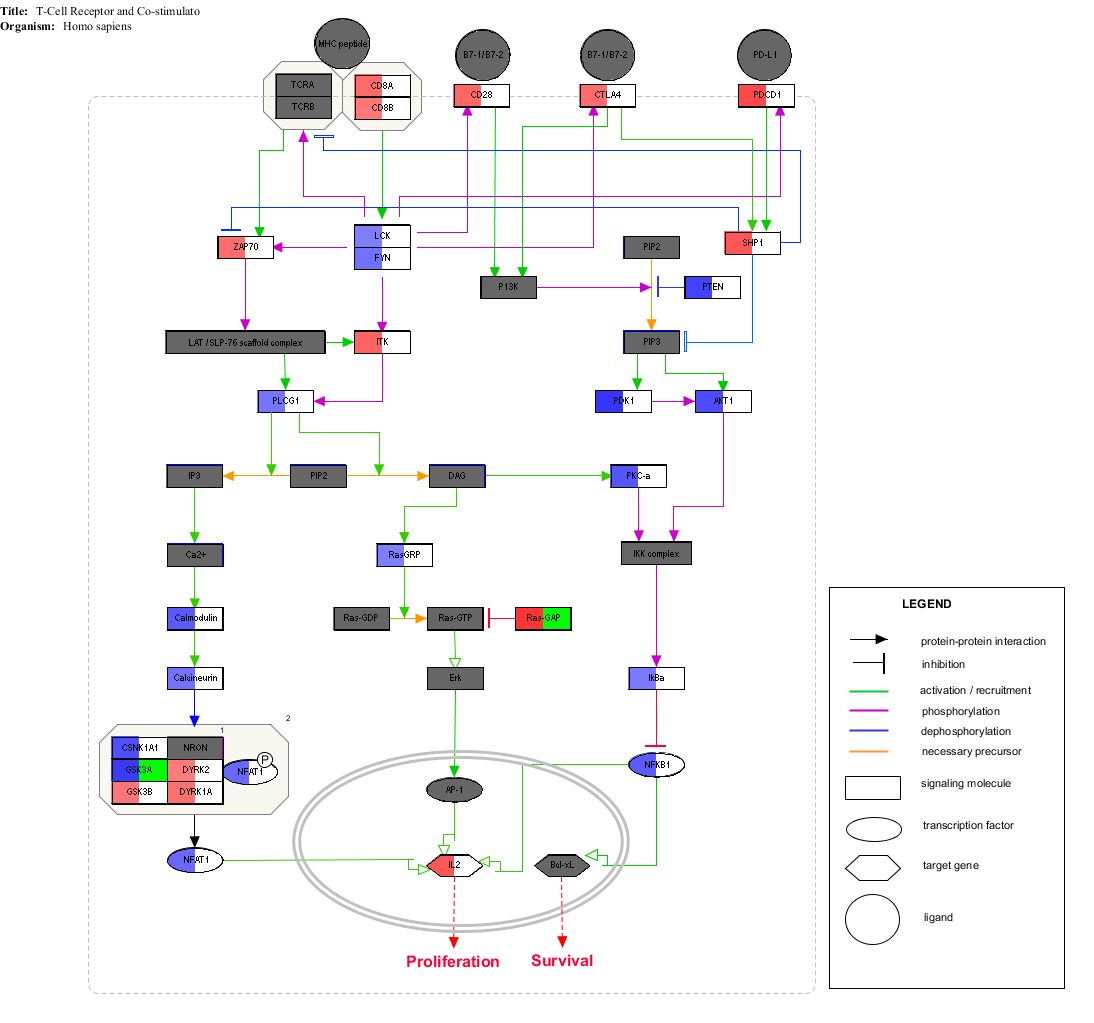 Title: T-Cell Receptor and Co-stimulato
Organism: Homo sapiens
MHC peptide
B7-1/B7-2
B7-1/B7-2
PD-L1
TCRA
TCRB
CD8A
CD8B
CD28
CTLA4
PDCD1
LCK
FYN
ZAP70
PIP2
SHP1
P13K
PTEN
LAT /SLP-76 scaffold complex
ITK
PIP3
PLCG1
PDK1
AKT1
IP3
PIP2
DAG
PKC-a
Ca2+
RasGRP
IKK complex
Calmodulin
Ras-GDP
Ras-GTP
Ras-GAP
Calcineurin
Erk
IkBa
2
1
CSNK1A1
NRON
GSK3A
DYRK2
GSK3B
DYRK1A
P
NFAT1
NFKB1
AP-1
NFAT1
IL2
Bcl-xL
Proliferation
Survival
LEGEND
protein-protein interaction
inhibition
activation / recruitment
phosphorylation
dephosphorylation
necessary precursor
signaling molecule
transcription factor
target gene
ligand